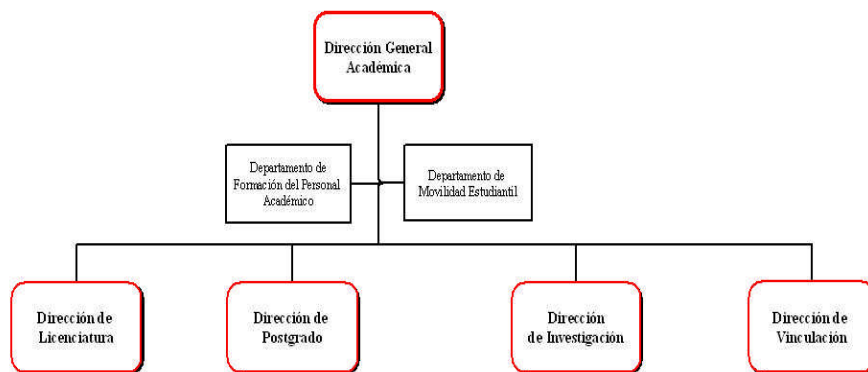 Dirección General
Académica
Departamento de
Formación del Personal
Académico
Departamento de
Movilidad Estudiantil
Dirección de
Licenciatura
Dirección de
Postgrado
Dirección
de Investigación
Dirección de
Vinculación